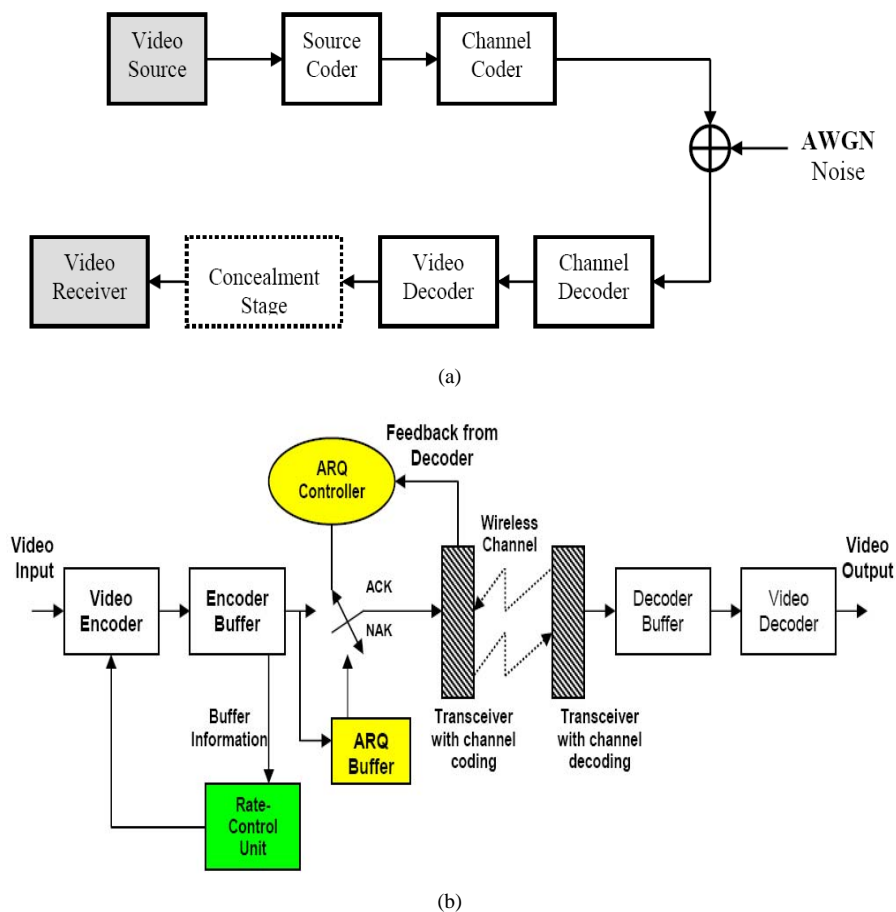 Video
Source
Source
Coder
Channel
Coder
AWGN
Noise
Video
Receiver
Concealment
Stage
Video
Decoder
Channel
Decoder
(a)
Feedback from
Decoder
ARQ
Controller
Wireless
Channel
Video
Input
Video
Output
Video
Encoder
Encoder
Buffer
ACK
NAK
Decoder
Buffer
Video
Decoder
Buffer
Information
ARQ
Buffer
Transceiver
with channel
coding
Transceiver
with channel
decoding
Rate-
Control
Unit
(b)